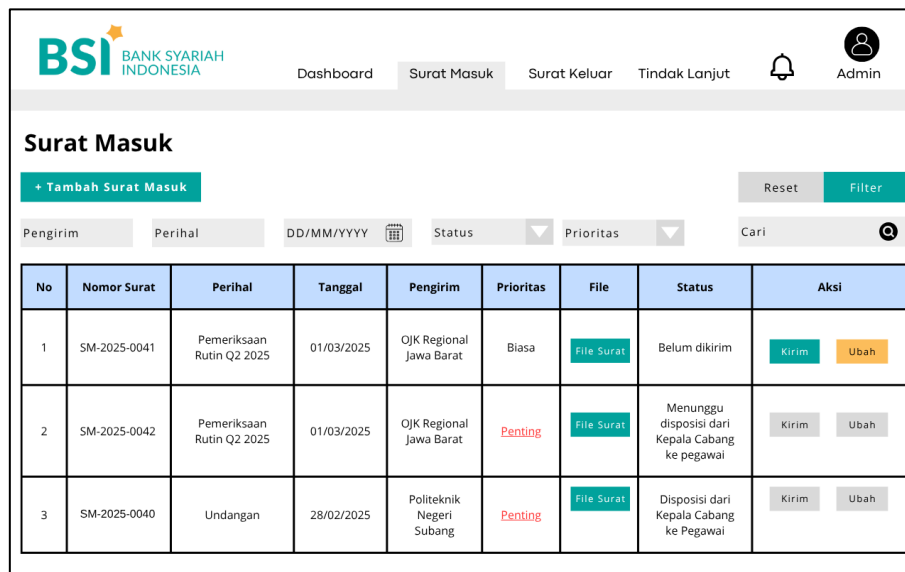 BSI BANK SYARIAH
INDONESIA
Dashboard Surat Masuk Surat Keluar Tindak Lanjut Admin
Surat Masuk
+ Tambah Surat Masuk Reset Filter
Pengirim Perihal DD/MM/YYYY Status Prioritas Cari
No Nomor Surat Perihal Tanggal Pengirim Prioritas File Status Aksi
1 SM-2025-0041 Pemeriksaan
Rutin Q2 2025 01/03/2025 OJK Regional
Jawa Barat Biasa File Surat Belum dikirim Kirim Ubah
2 SM-2025-0042 Pemeriksaan
Rutin Q2 2025 01/03/2025 OJK Regional
Jawa Barat Penting File Surat Menunggu
disposisi dari
Kepala Cabang
ke pegawai Kirim Ubah
3 SM-2025-0040 Undangan 28/02/2025 Politeknik
Negeri
Subang Penting File Surat Disposisi dari
Kepala Cabang
ke Pegawai Kirim Ubah